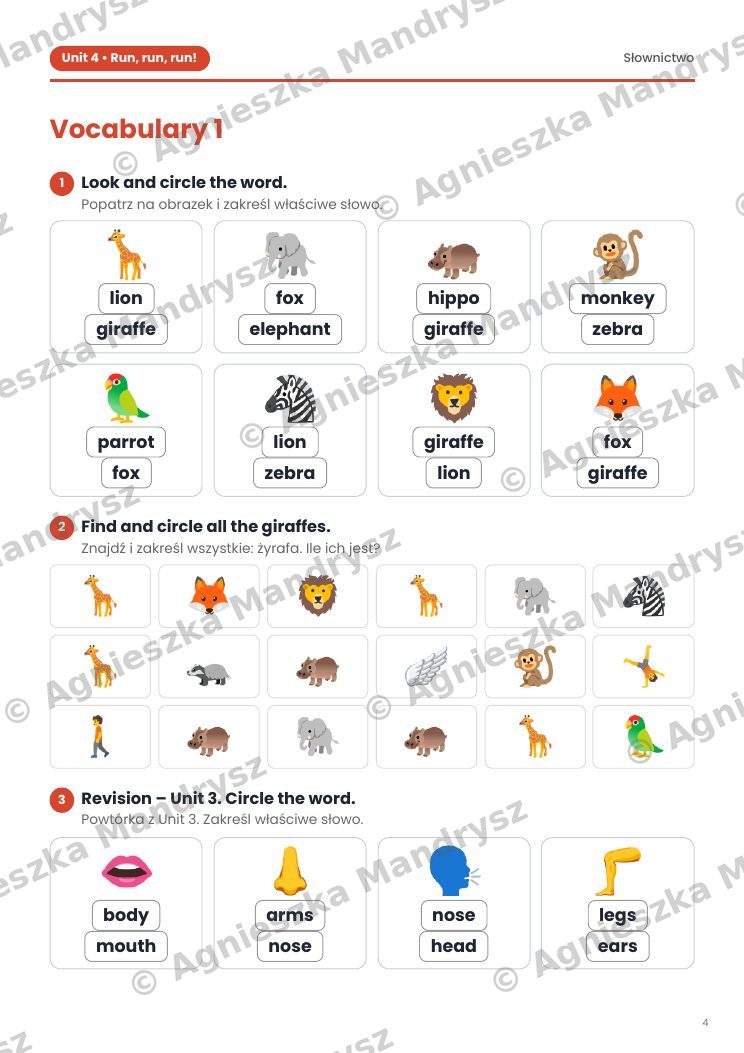 Unit 4 • Run, run, run!
Słownictwo
Vocabulary 1
1 Look and circle the word.
Popatrz na obrazek i zakreśl właściwe słowo.
lion
giraffe
fox
elephant
hippo
giraffe
monkey
zebra
parrot
fox
lion
zebra
giraffe
lion
fox
giraffe
2 Find and circle all the giraffes.
Znajdź i zakreśl wszystkie: żyrafa. Ile ich jest?
3 Revision – Unit 3. Circle the word.
Powtórka z Unit 3. Zakreśl właściwe słowo.
body
mouth
arms
nose
nose
head
legs
ears
4
© Agnieszka Mandrysz